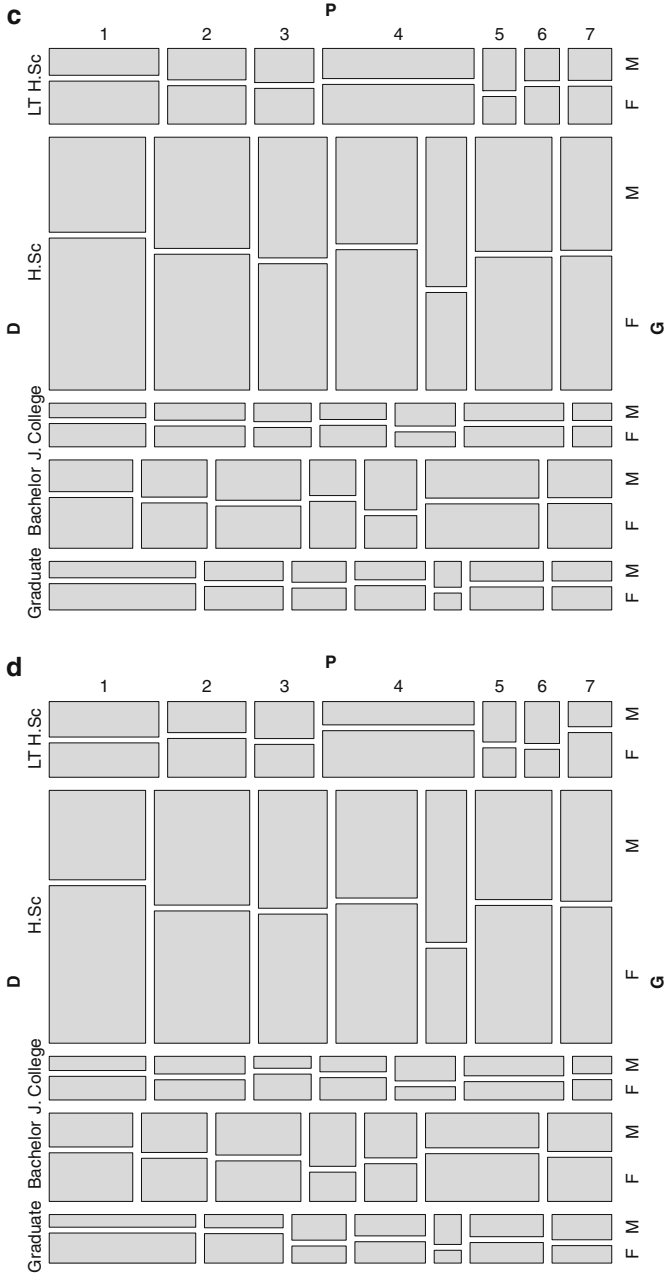 c
P
1 2 3 4 5 6 7
LT H.Sc
H.Sc
J. College
Bachelor
Graduate
D
M
F
M
F
M
F
M
F
M
F
G
d
P
1 2 3 4 5 6 7
LT H.Sc
H.Sc
J. College
Bachelor
Graduate
D
M
F
M
F
M
F
M
F
M
F
G